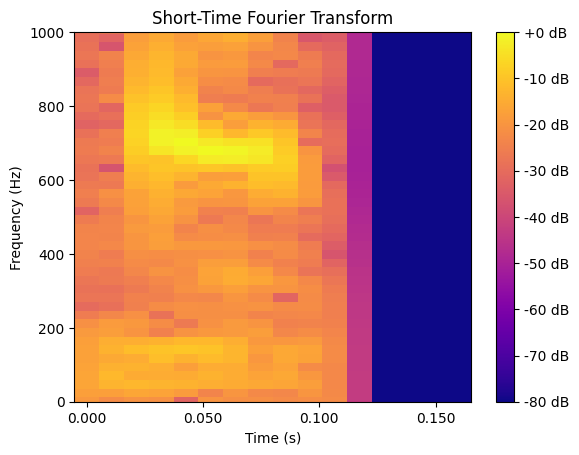 Short-Time Fourier Transform
1000
800
600
400
200
0
Frequency (Hz)
0.000
0.050
0.100
0.150
Time (s)
+0 dB
-10 dB
-20 dB
-30 dB
-40 dB
-50 dB
-60 dB
-70 dB
-80 dB